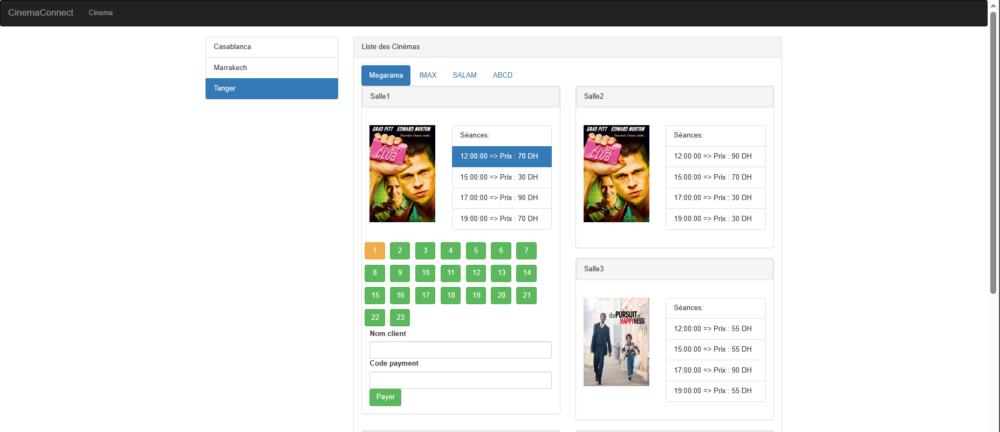 CinemaConnect Cinema
Casablanca
Marrakech
Tanger
Liste des Cinémas
Megarama IMAX SALAM ABCD
Salle1
BRAD PITT EDWARD NORTON
Übermut. Chaos. Seife.
FIGHT
CLUB
Séances:
12:00:00 => Prix : 70 DH
15:00:00 => Prix : 30 DH
17:00:00 => Prix : 90 DH
19:00:00 => Prix : 70 DH
1 2 3 4 5 6 7
8 9 10 11 12 13 14
15 16 17 18 19 20 21
22 23
Nom client
Code payment
Payer
Salle2
BRAD PITT EDWARD NORTON
Übermut. Chaos. Seife.
FIGHT
CLUB
Séances:
12:00:00 => Prix : 90 DH
15:00:00 => Prix : 70 DH
17:00:00 => Prix : 30 DH
19:00:00 => Prix : 30 DH
Salle3
the PURSUIT of
HAPPYNESS
Séances:
12:00:00 => Prix : 55 DH
15:00:00 => Prix : 55 DH
17:00:00 => Prix : 90 DH
19:00:00 => Prix : 55 DH